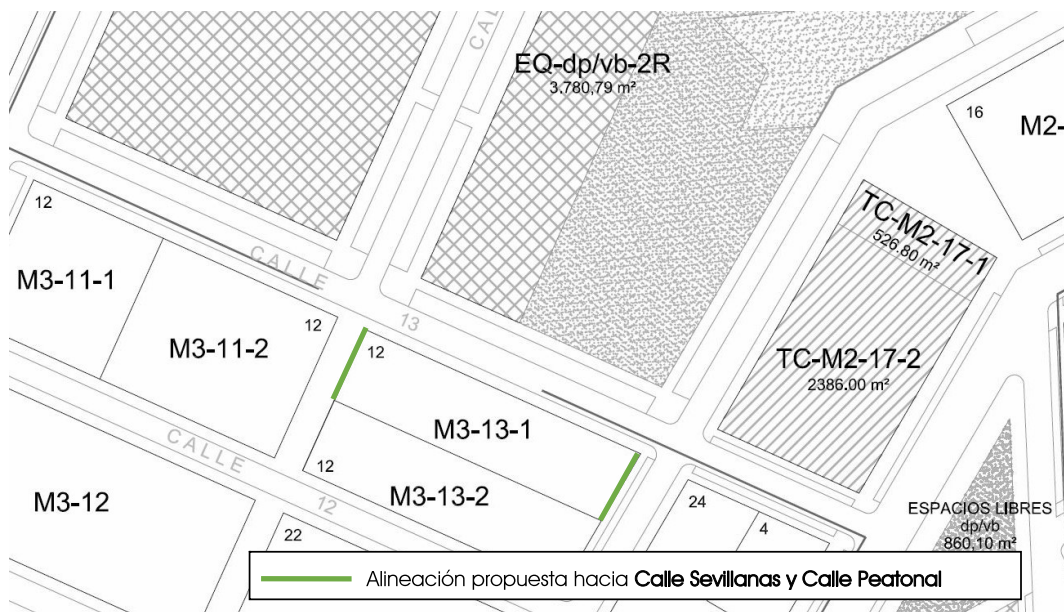 CAL
EQ-dp/vb-2R
3.780,79 m²
16
M2-
12
M3-11-1
CALLE
13
TC-M2-17-1
526.80 m²
12
M3-11-2
12
TC-M2-17-2
2386.00 m²
M3-13-1
CALLE
12
12
M3-13-2
M3-12
24
4
22
ESPACIOS LIBRES
dp/vb
860,10 m²
Alineación propuesta hacia Calle Sevillanas y Calle Peatonal